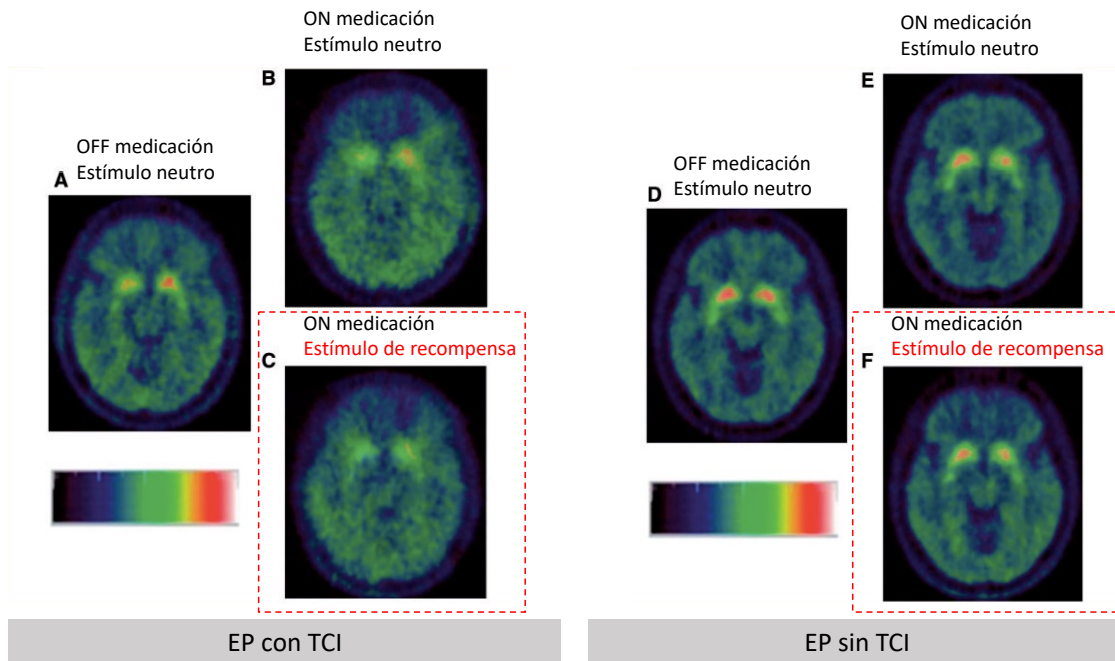 ON medicación
Estímulo neutro
B
OFF medicación
Estímulo neutro
A
ON medicación
Estímulo de recompensa
C
EP con TCI
ON medicación
Estímulo neutro
E
OFF medicación
Estímulo neutro
D
ON medicación
Estímulo de recompensa
F
EP sin TCI